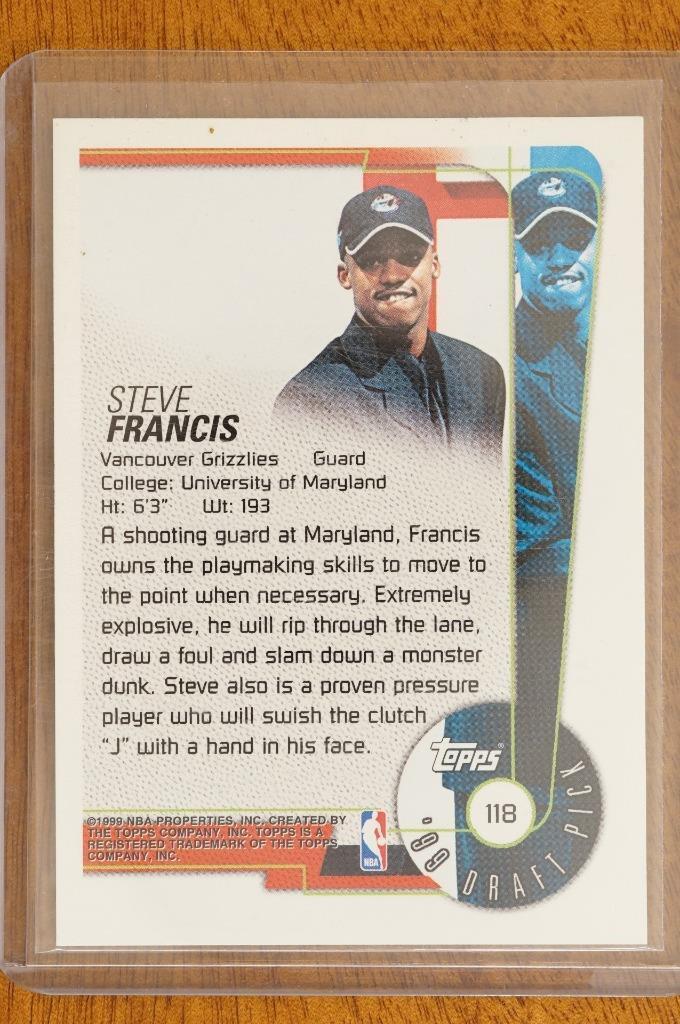 STEVE
FRANCIS
Vancouver Grizzlies Guard
College: University of Maryland
Ht: 6'3" Wt: 193
A shooting guard at Maryland, Francis
owns the playmaking skills to move to
the point when necessary. Extremely
explosive, he will rip through the lane,
draw a foul and slam down a monster
dunk. Steve also is a proven pressure
player who will swish the clutch
"J" with a hand in his face.
TOPPS®
118
'99 DRAFT PICK
©1999 NBA PROPERTIES, INC. CREATED BY
THE TOPPS COMPANY, INC. TOPPS IS A
REGISTERED TRADEMARK OF THE TOPPS
COMPANY, INC.
NBA